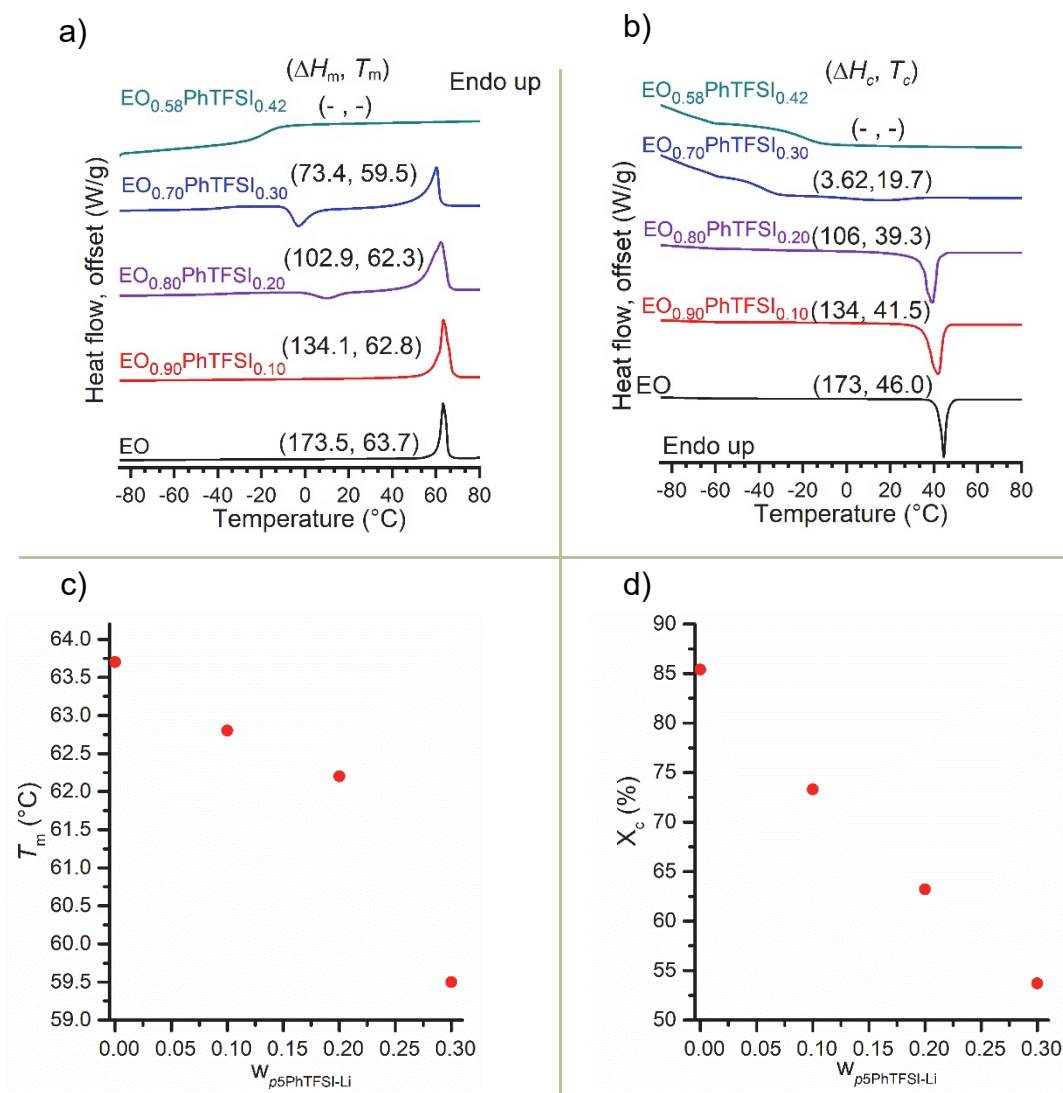 a)
(ΔHm, Tm)
Endo up
EO0.58PhTFSI0.42
(- , -)
EO0.70PhTFSI0.30
(73.4, 59.5)
EO0.80PhTFSI0.20
(102.9, 62.3)
EO0.90PhTFSI0.10
(134.1, 62.8)
EO
(173.5, 63.7)
Heat flow, offset (W/g)
-80 -60 -40 -20 0 20 40 60 80
Temperature (°C)
b)
(ΔHc, Tc)
EO0.58PhTFSI0.42
(- , -)
EO0.70PhTFSI0.30
(3.62,19.7)
EO0.80PhTFSI0.20
(106, 39.3)
EO0.90PhTFSI0.10
(134, 41.5)
EO
(173, 46.0)
Endo up
Heat flow, offset (W/g)
-80 -60 -40 -20 0 20 40 60 80
Temperature (°C)
c)
64.0
63.5
63.0
62.5
62.0
61.5
61.0
60.5
60.0
59.5
59.0
Tm (°C)
0.00 0.05 0.10 0.15 0.20 0.25 0.30
wp5PhTFSI-Li
d)
90
85
80
75
70
65
60
55
50
Xc (%)
0.00 0.05 0.10 0.15 0.20 0.25 0.30
wp5PhTFSI-Li